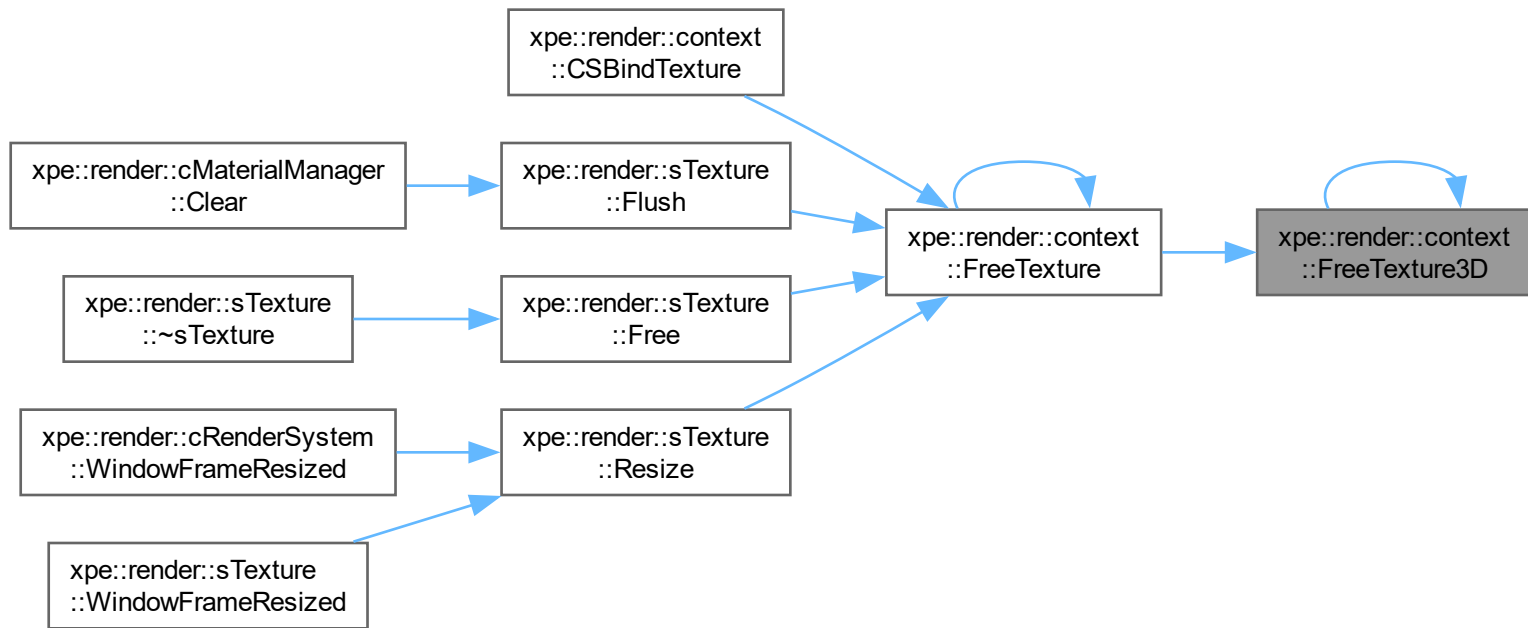 xpe::render::context
::CSBindTexture
xpe::render::cMaterialManager
::Clear
xpe::render::sTexture
::Flush
xpe::render::context
::FreeTexture
xpe::render::context
::FreeTexture3D
xpe::render::sTexture
::~sTexture
xpe::render::sTexture
::Free
xpe::render::cRenderSystem
::WindowFrameResized
xpe::render::sTexture
::Resize
xpe::render::sTexture
::WindowFrameResized